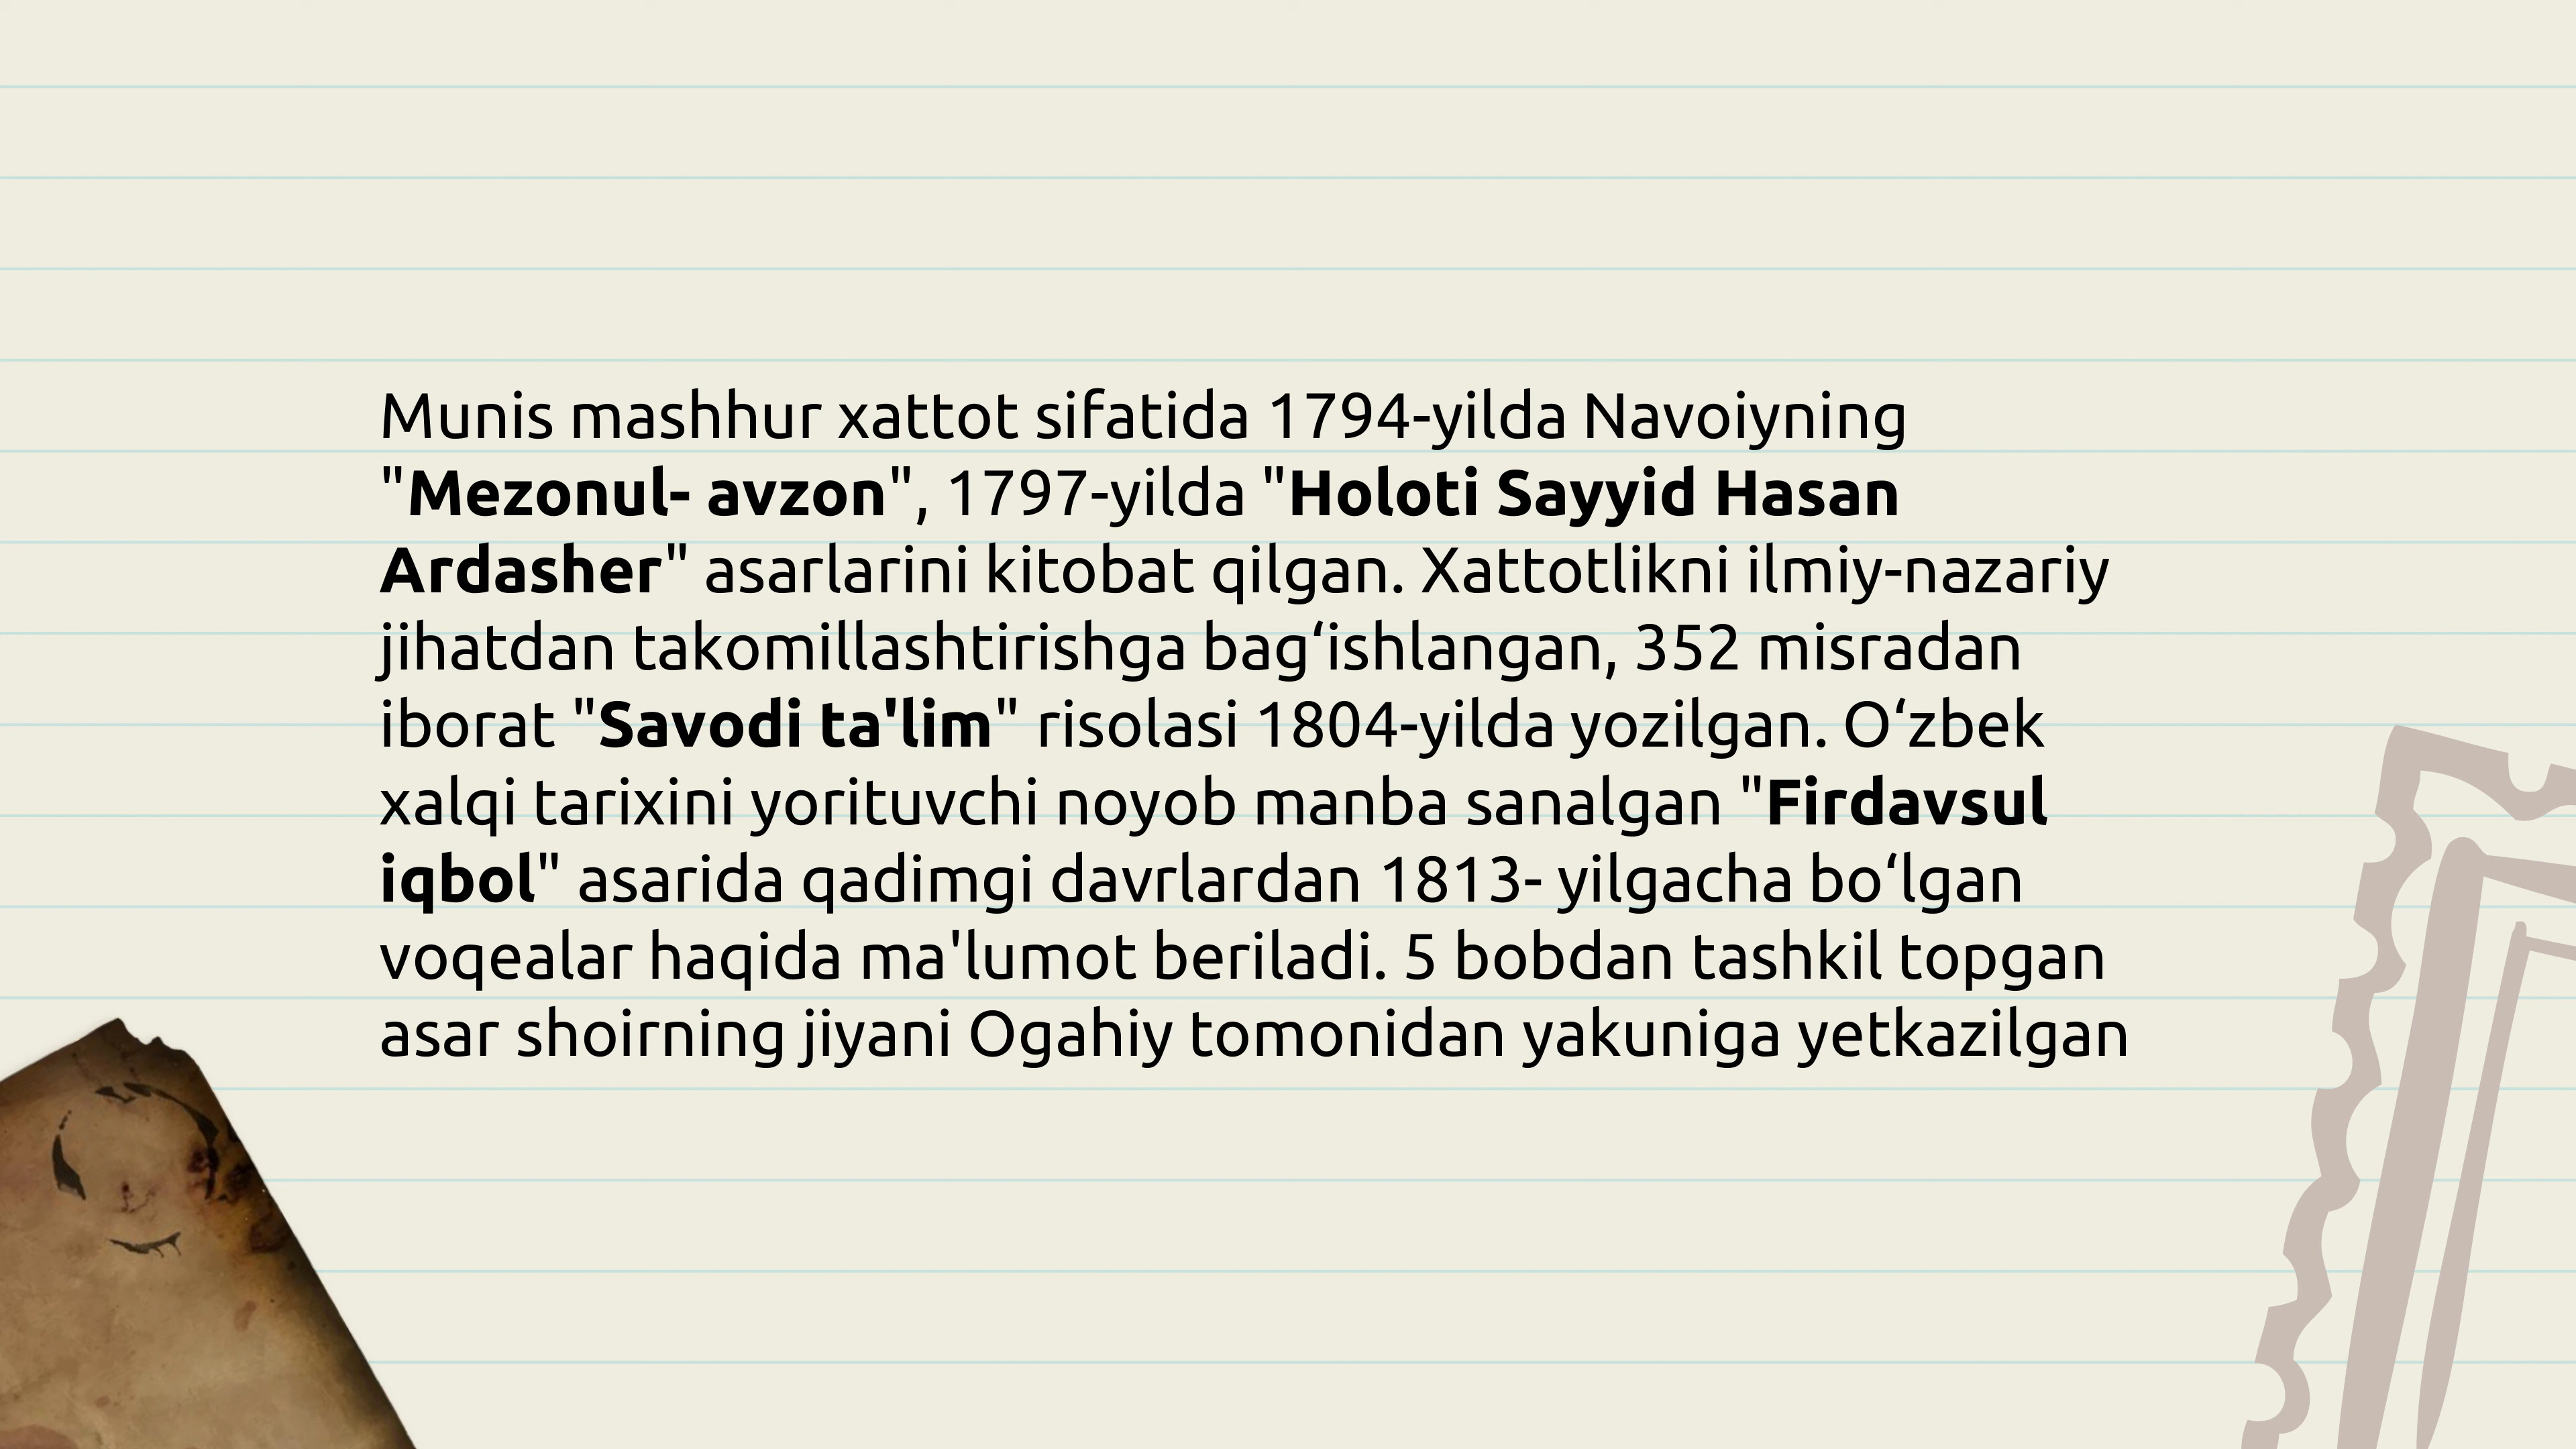 Munis mashhur xattot sifatida 1794-yilda Navoiyning
"Mezonul- avzon", 1797-yilda "Holoti Sayyid Hasan
Ardasher" asarlarini kitobat qilgan. Xattotlikni ilmiy-nazariy
jihatdan takomillashtirishga bag‘ishlangan, 352 misradan
iborat "Savodi ta'lim" risolasi 1804-yilda yozilgan. O‘zbek
xalqi tarixini yorituvchi noyob manba sanalgan "Firdavsul
iqbol" asarida qadimgi davrlardan 1813- yilgacha bo‘lgan
voqealar haqida ma'lumot beriladi. 5 bobdan tashkil topgan
asar shoirning jiyani Ogahiy tomonidan yakuniga yetkazilgan